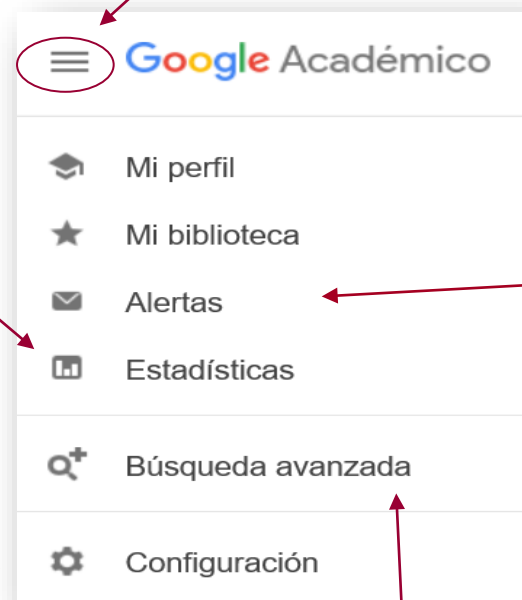 Google Académico
Mi perfil
Mi biblioteca
Alertas
Estadísticas
Búsqueda avanzada
Configuración